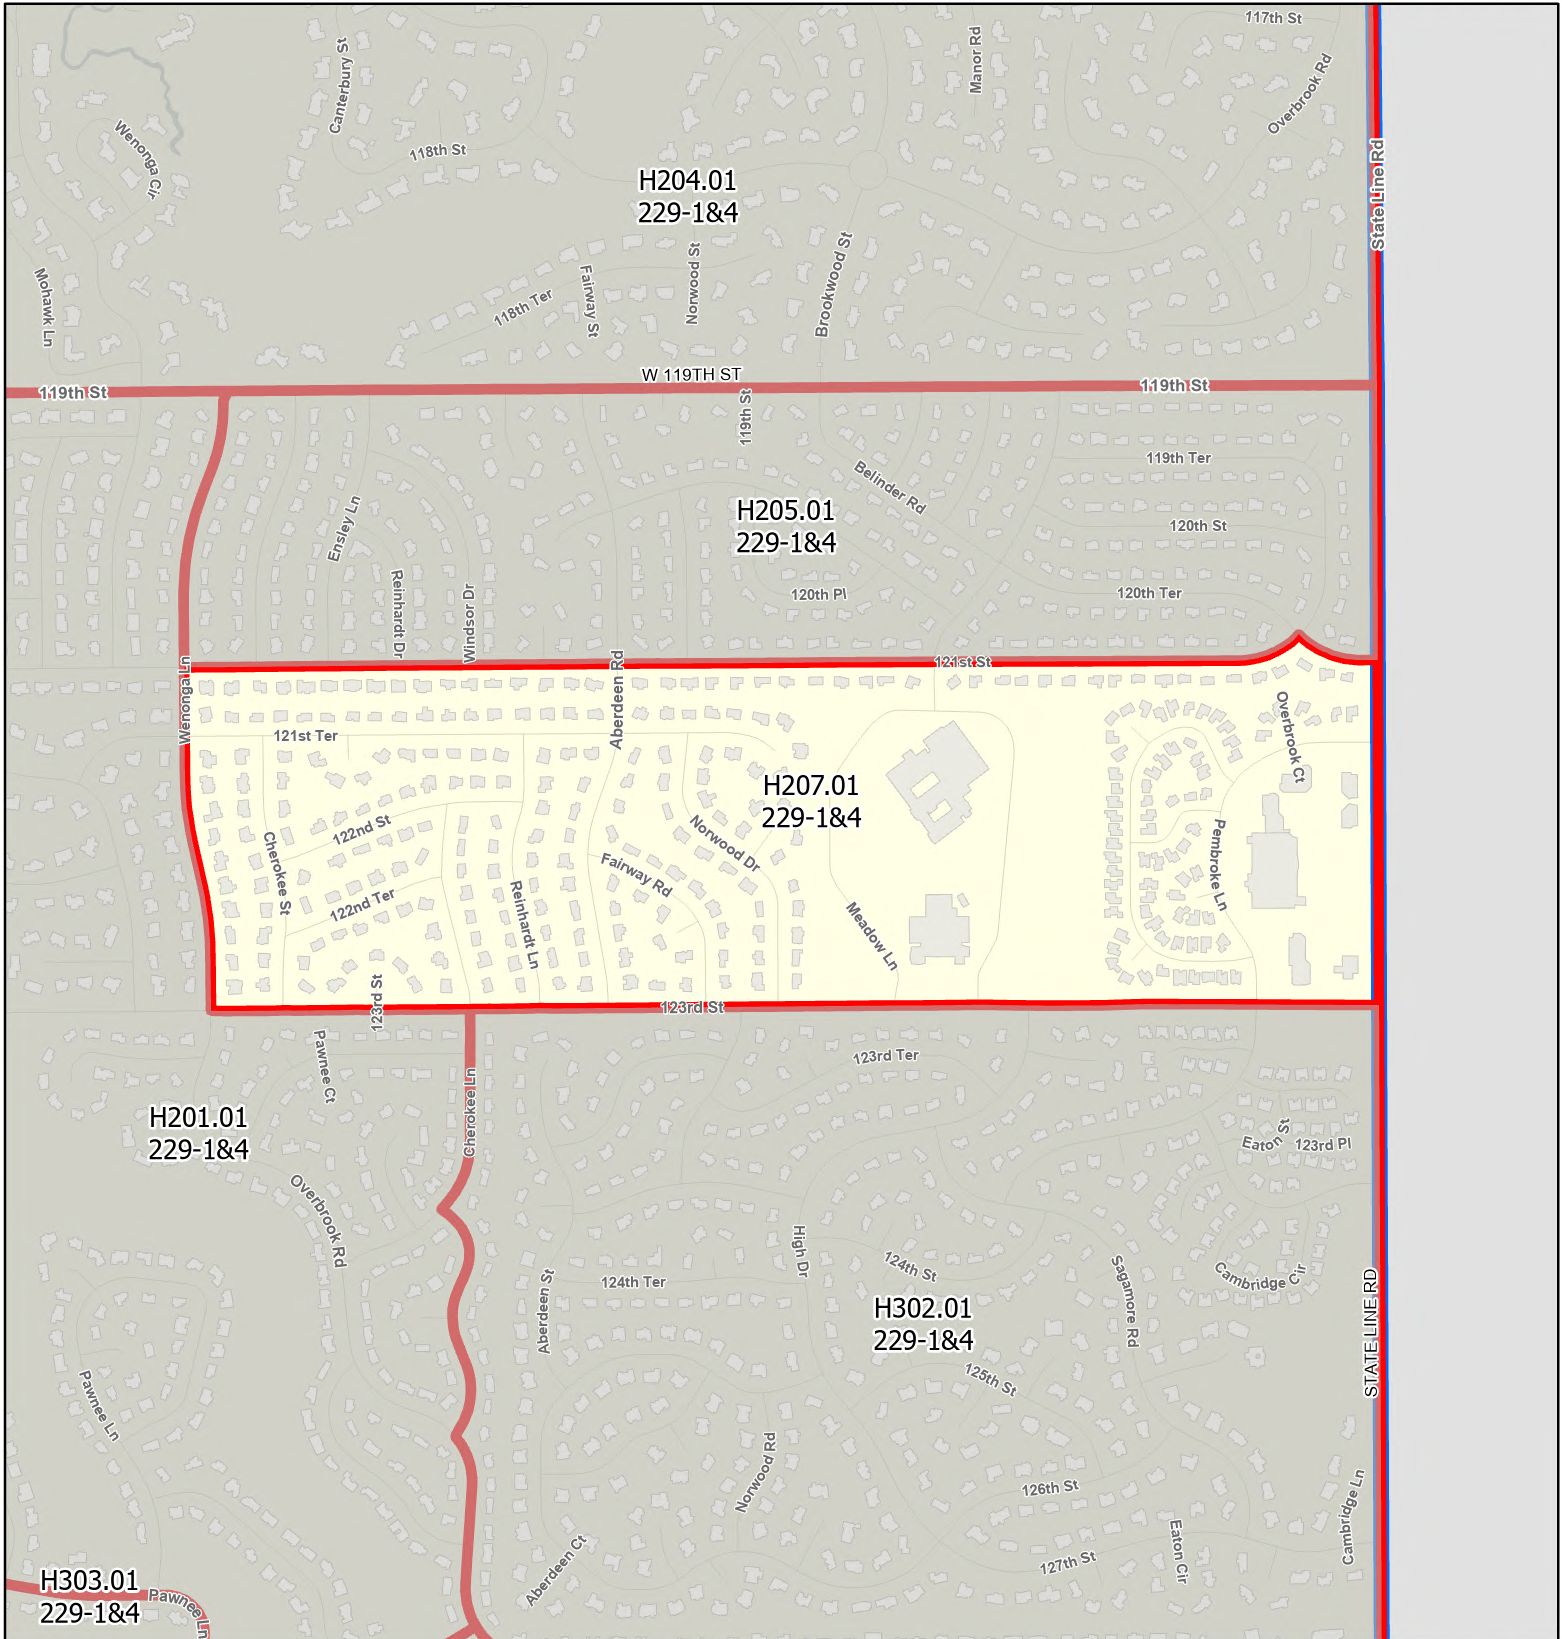 117th St
Manor Rd
Canterbury St
Overbrook Rd
Wenonga Cir
118th St
State Line Rd
H204.01
229-1&4
Mohawk Ln
Norwood St
Brookwood St
118th Ter
Fairway St
W 119TH ST
119th St
119th St
119th St
119th Ter
Belinder Rd
Ensley Ln
H205.01
229-1&4
120th St
Reinhardt Dr
Windsor Dr
120th Pl
120th Ter
121st St
Wenonga Ln
Aberdeen Rd
121st Ter
Overbrook Ct
H207.01
229-1&4
122nd St
Norwood Dr
Cherokee St
Fairway Rd
Pembroke Ln
122nd Ter
Reinhardt Ln
Meadow Ln
123rd St
123rd St
Pawnee Ct
123rd Ter
Cherokee Ln
H201.01
229-1&4
Eaton St
123rd Pl
Overbrook Rd
High Dr
124th St
Sagamore Rd
Cambridge Cir
124th Ter
Aberdeen St
H302.01
229-1&4
STATE LINE RD
125th St
Pawnee Ln
Norwood Rd
126th St
Cambridge Ln
Eaton Cir
127th St
Aberdeen Ct
H303.01
229-1&4
Pawnee Ln